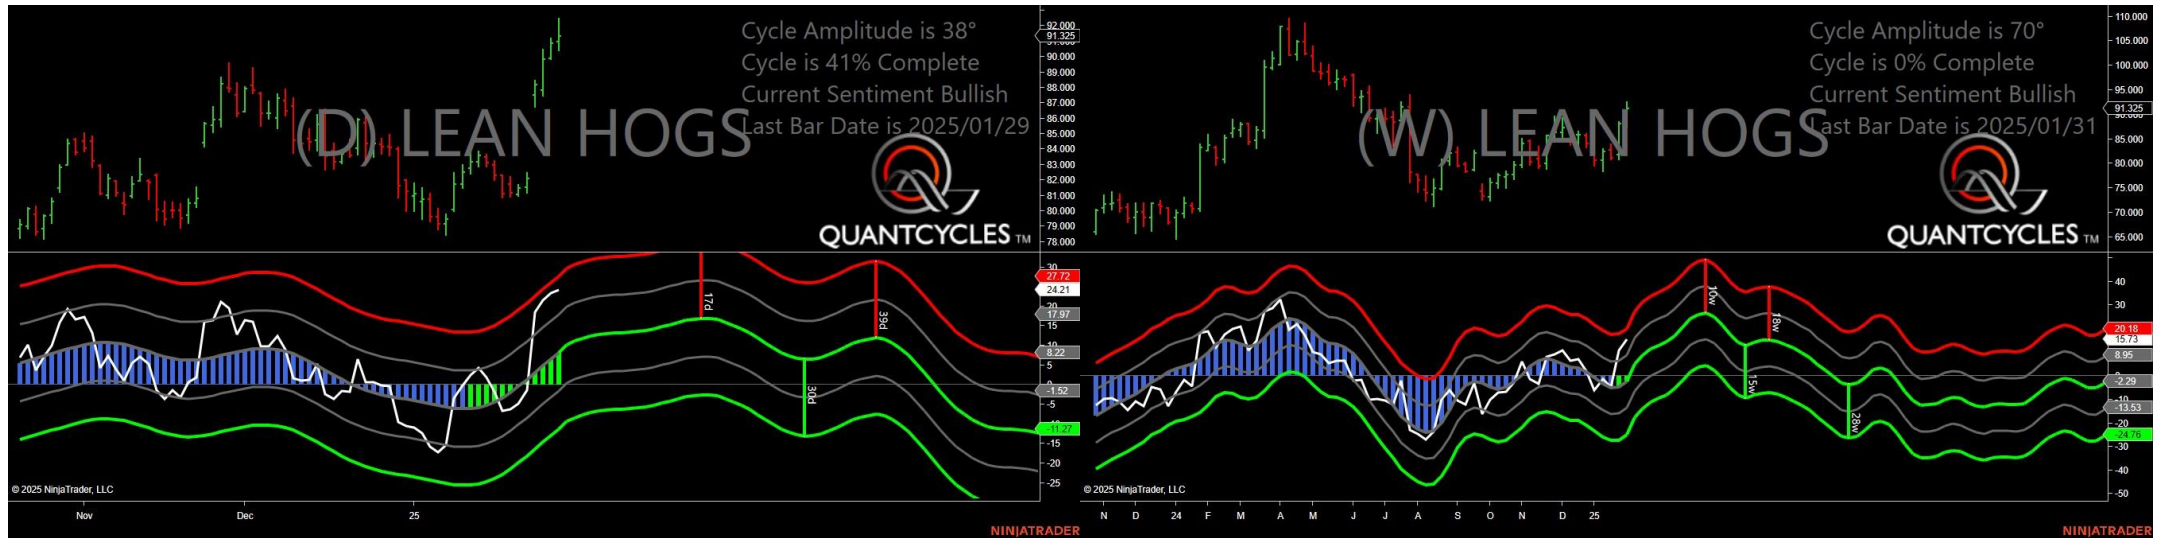 Cycle Amplitude is 38°
Cycle is 41% Complete
Current Sentiment Bullish
Last Bar Date is 2025/01/29
(D) LEAN HOGS
QUANTCYCLES TM
92.000
91.325
90.000
89.000
88.000
87.000
86.000
85.000
84.000
83.000
82.000
81.000
80.000
79.000
78.000
30
27.72
24.21
20
17.97
15
10
8.22
5
0
-1.52
-5
-11.27
-15
-20
-25
17d
30d
39d
© 2025 NinjaTrader, LLC
Nov Dec 25
NINJATRADER
Cycle Amplitude is 70°
Cycle is 0% Complete
Current Sentiment Bullish
Last Bar Date is 2025/01/31
(W) LEAN HOGS
QUANTCYCLES TM
110.000
105.000
100.000
95.000
91.325
85.000
80.000
75.000
70.000
65.000
40
30
20.18
15.73
8.95
-2.29
-13.53
-20
-24.76
-30
-40
-50
10w
15w
18w
28w
© 2025 NinjaTrader, LLC
N D 24 F M A M J J A S O N D 25
NINJATRADER